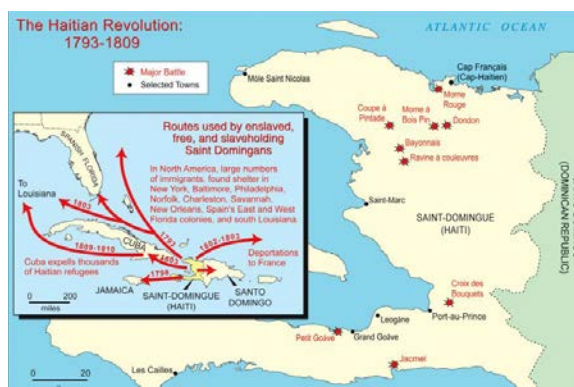 The Haitian Revolution:
1793-1809
ATLANTIC OCEAN
Major Battle
Selected Towns
Môle Saint Nicolas
Cap Français
(Cap-Haïtien)
Morne
Rouge
Coupe à
Pintade
Morne à
Bois Pin
Dondon
Bayonnais
Ravine à couleuvres
Saint-Marc
SAINT-DOMINGUE
(HAITI)
(DOMINICAN REPUBLIC)
Croix des
Bouquets
Port-au-Prince
Léogâne
Petit Goâve
Grand Goâve
Jacmel
Les Cailles
0 20
Routes used by enslaved,
free, and slaveholding
Saint Domingans
In North America, large numbers
of immigrants. found shelter in
New York, Baltimore, Philadelphia,
Norfolk, Charleston, Savannah,
New Orleans, Spain's East and West
Florida colonies, and south Louisiana.
SPANISH FLORIDA
To
Louisiana
1803
1793
1802-1803
CUBA
1809-1810
1803
Deportations
to France
Cuba expells thousands
of Haitian refugees
1798
JAMAICA
SAINT-DOMINGUE
(HAITI)
SANTO
DOMINGO
0 200
miles